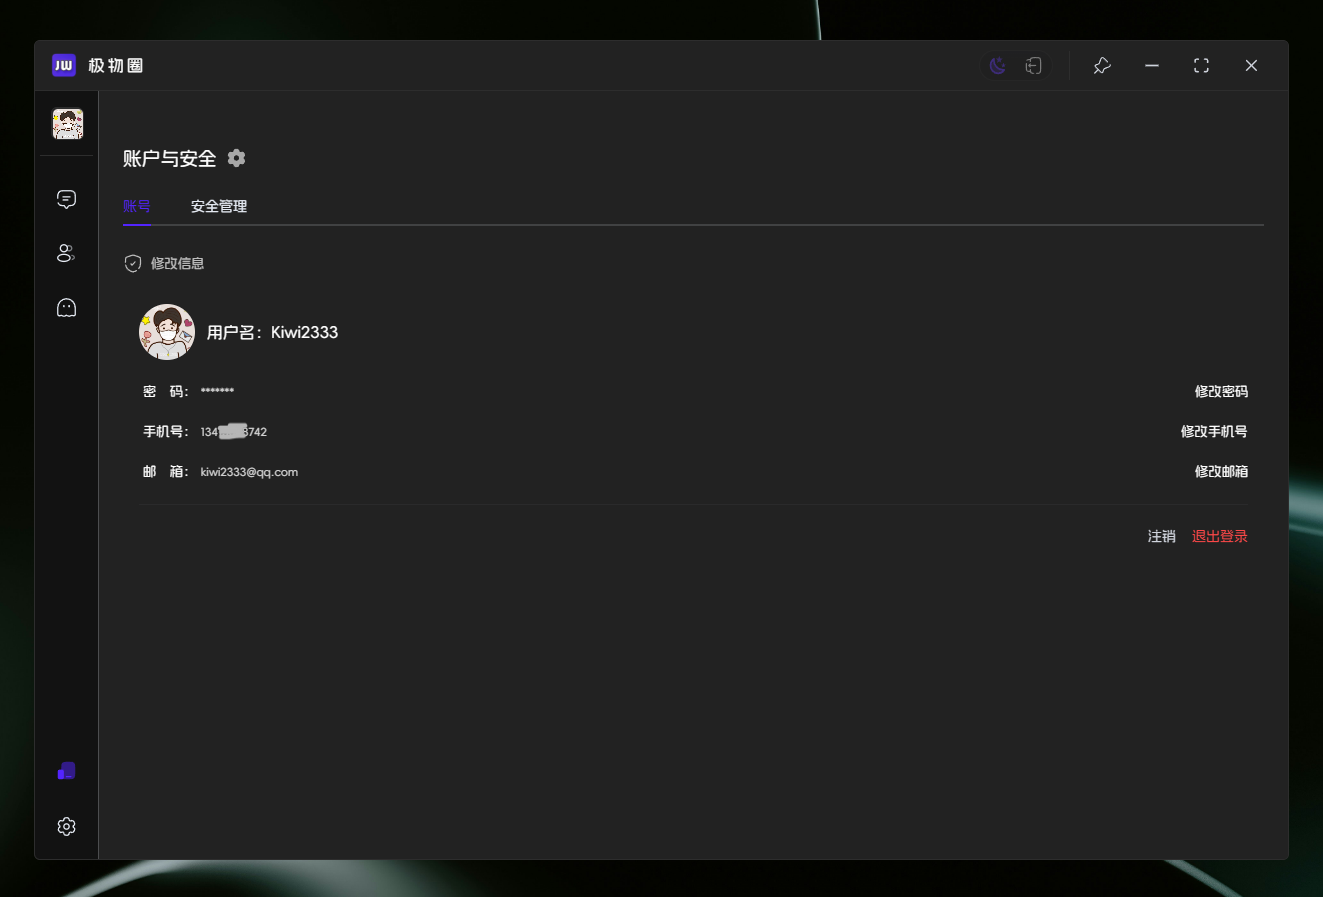 JW 极物圈
账户与安全
账号 安全管理
修改信息
用户名：Kiwi2333
密 码： ******* 修改密码
手机号： 134 3742 修改手机号
邮 箱： kiwi2333@qq.com 修改邮箱
注销 退出登录